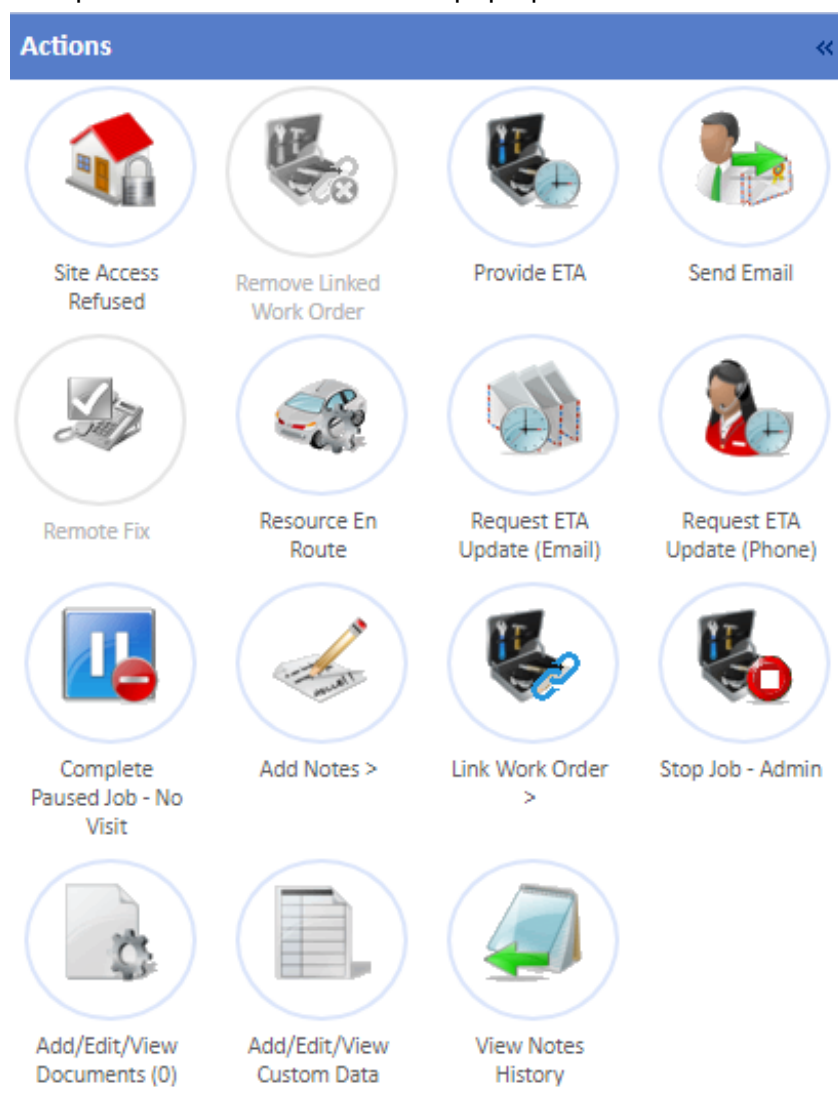 Actions «
Site Access
Refused
Remove Linked
Work Order
Provide ETA
Send Email
Remote Fix
Resource En
Route
Request ETA
Update (Email)
Request ETA
Update (Phone)
Complete
Paused Job - No
Visit
Add Notes >
Link Work Order
>
Stop Job - Admin
Add/Edit/View
Documents (0)
Add/Edit/View
Custom Data
View Notes
History